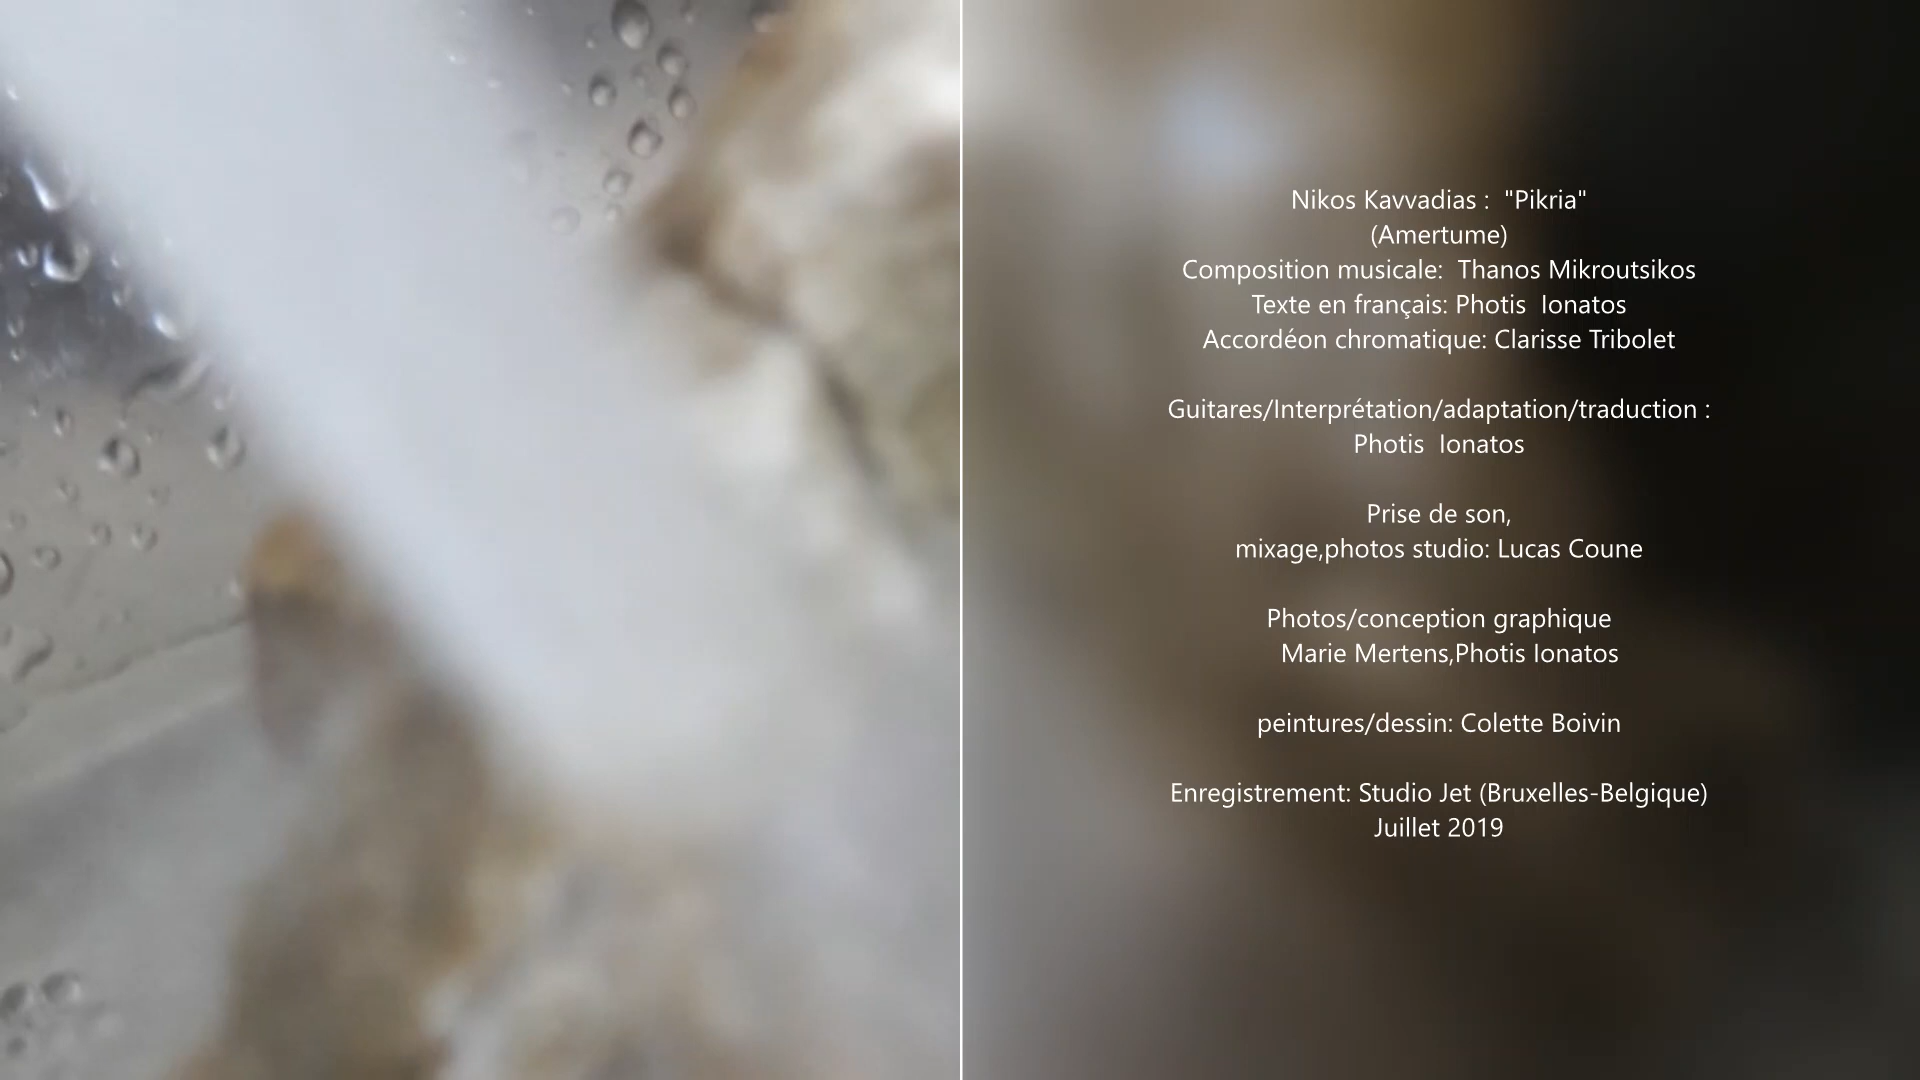 Nikos Kavvadias :  "Pikria"
(Amertume)
Composition musicale:  Thanos Mikroutsikos
Texte en français: Photis  Ionatos
Accordéon chromatique: Clarisse Tribolet
Guitares/Interprétation/adaptation/traduction :
Photis  Ionatos
Prise de son,
mixage,photos studio: Lucas Coune
Photos/conception graphique
Marie Mertens,Photis Ionatos
peintures/dessin: Colette Boivin
Enregistrement: Studio Jet (Bruxelles-Belgique)
Juillet 2019